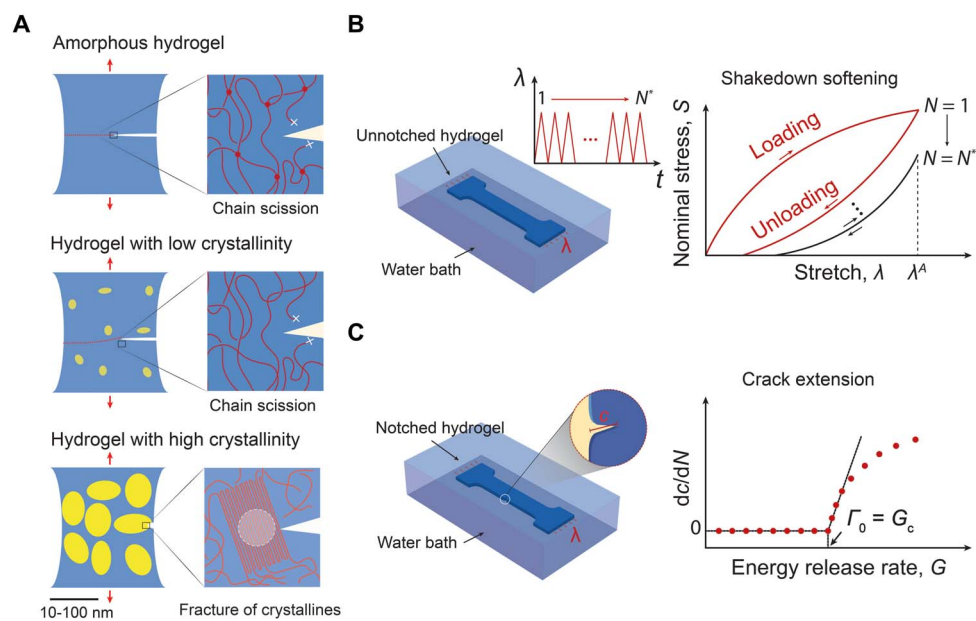 A
Amorphous hydrogel
Chain scission
Hydrogel with low crystallinity
Chain scission
Hydrogel with high crystallinity
10-100 nm
Fracture of crystallines
B
λ
1
N*
...
t
Unnotched hydrogel
λ
Water bath
Shakedown softening
Nominal stress, S
Loading
Unloading
N = 1
N = N*
Stretch, λ
λᴬ
C
c
Notched hydrogel
λ
Water bath
Crack extension
dc/dN
0
Γ₀ = G꜀
Energy release rate, G